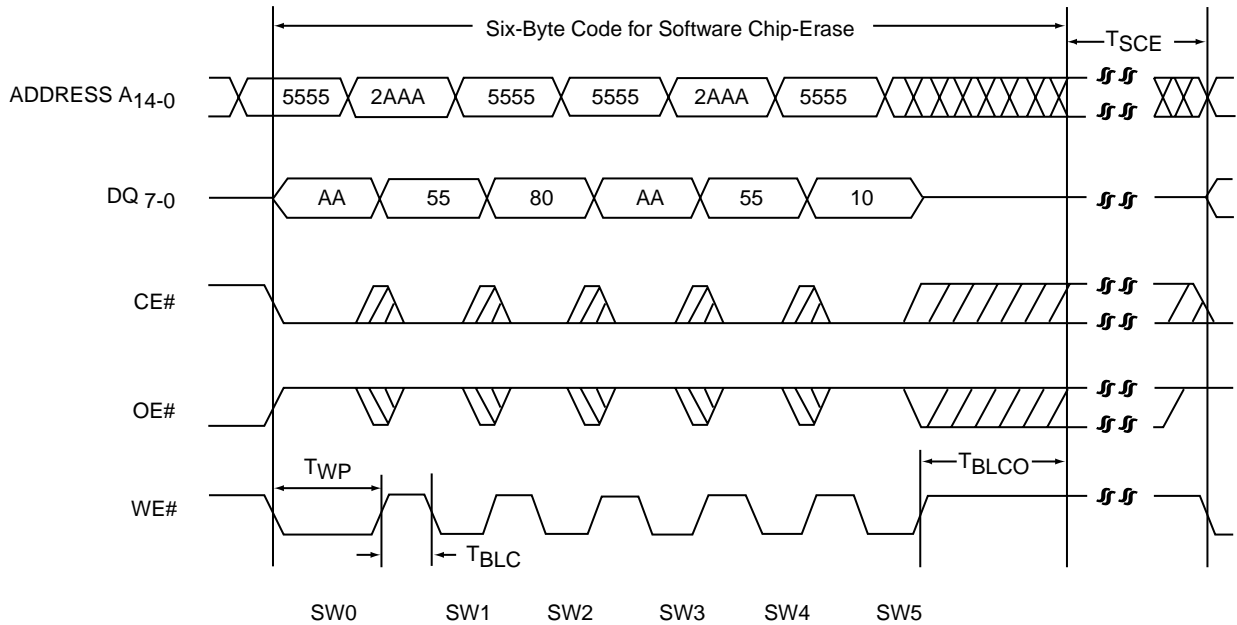 Six-Byte Code for Software Chip-Erase
TSCE
ADDRESS A14-0 5555 2AAA 5555 5555 2AAA 5555
DQ 7-0 AA 55 80 AA 55 10
CE#
OE#
TWP TBLCO
WE#
TBLC
SW0 SW1 SW2 SW3 SW4 SW5